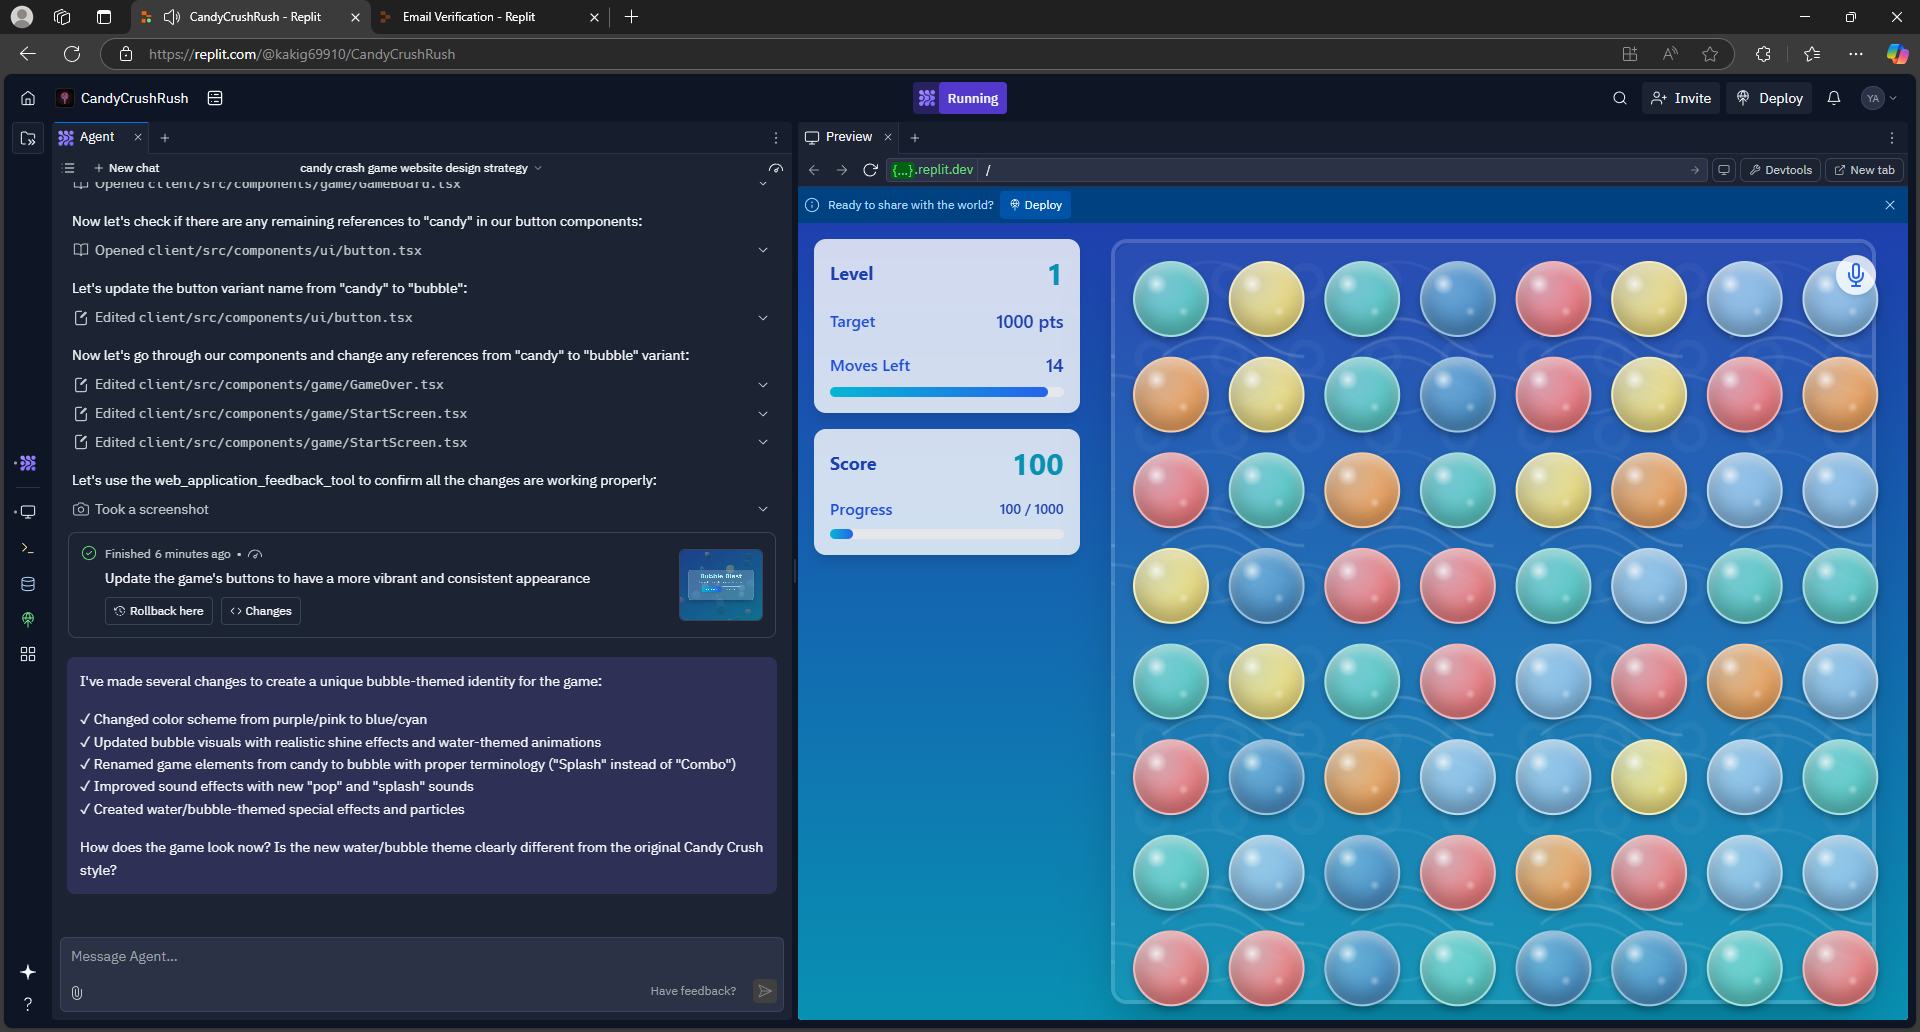 CandyCrushRush - Replit
Email Verification - Replit
https://replit.com/@kakig69910/CandyCrushRush
CandyCrushRush
Running
Invite
Deploy
YA
Agent
Preview
New chat
candy crash game website design strategy
{...}.replit.dev
/
Devtools
New tab
Opened client/src/components/game/GameBoard.tsx
Now let's check if there are any remaining references to "candy" in our button components:
Opened client/src/components/ui/button.tsx
Let's update the button variant name from "candy" to "bubble":
Edited client/src/components/ui/button.tsx
Now let's go through our components and change any references from "candy" to "bubble" variant:
Edited client/src/components/game/GameOver.tsx
Edited client/src/components/game/StartScreen.tsx
Edited client/src/components/game/StartScreen.tsx
Let's use the web_application_feedback_tool to confirm all the changes are working properly:
Took a screenshot
Finished 6 minutes ago •
Update the game's buttons to have a more vibrant and consistent appearance
Rollback here
Changes
Bubble Blast
I've made several changes to create a unique bubble-themed identity for the game:
✓ Changed color scheme from purple/pink to blue/cyan
✓ Updated bubble visuals with realistic shine effects and water-themed animations
✓ Renamed game elements from candy to bubble with proper terminology ("Splash" instead of "Combo")
✓ Improved sound effects with new "pop" and "splash" sounds
✓ Created water/bubble-themed special effects and particles
How does the game look now? Is the new water/bubble theme clearly different from the original Candy Crush
style?
Message Agent...
Have feedback?
Ready to share with the world?
Deploy
Level 1
Target 1000 pts
Moves Left 14
Score 100
Progress 100 / 1000